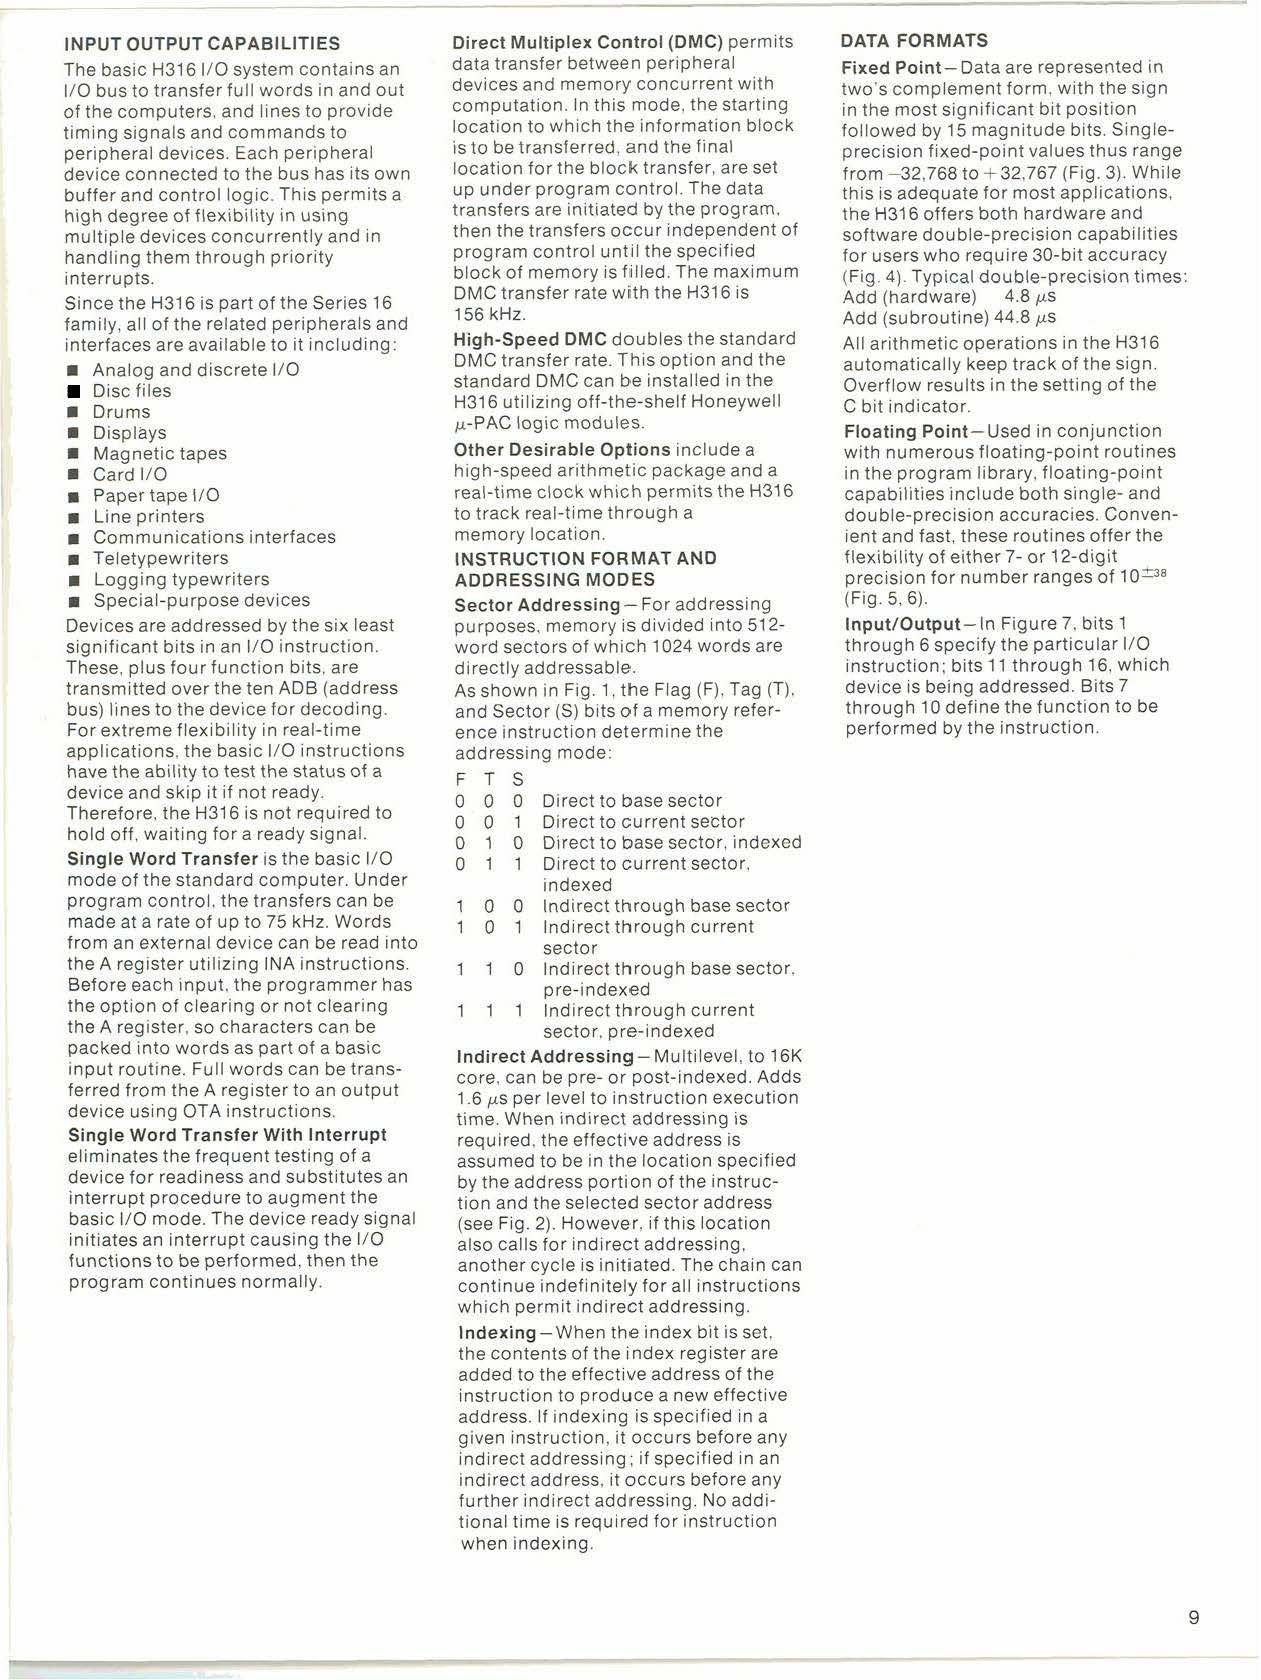 INPUT OUTPUT CAPABILITIES
The basic H316 I/O system contains an
I/O bus to transfer full words in and out
of the computers, and lines to provide
timing signals and commands to
peripheral devices. Each peripheral
device connected to the bus has its own
buffer and control logic. This permits a
high degree of flexibility in using
multiple devices concurrently and in
handling them through priority
interrupts.
Since the H316 is part of the Series 16
family, all of the related peripherals and
interfaces are available to it including:
■ Analog and discrete I/O
■ Disc files
■ Drums
■ Displays
■ Magnetic tapes
■ Card I/O
■ Paper tape I/O
■ Line printers
■ Communications interfaces
■ Teletypewriters
■ Logging typewriters
■ Special-purpose devices
Devices are addressed by the six least
significant bits in an I/O instruction.
These, plus four function bits, are
transmitted over the ten ADB (address
bus) lines to the device for decoding.
For extreme flexibility in real-time
applications, the basic I/O instructions
have the ability to test the status of a
device and skip it if not ready.
Therefore, the H316 is not required to
hold off, waiting for a ready signal.
Single Word Transfer is the basic I/O
mode of the standard computer. Under
program control, the transfers can be
made at a rate of up to 75 kHz. Words
from an external device can be read into
the A register utilizing INA instructions.
Before each input, the programmer has
the option of clearing or not clearing
the A register, so characters can be
packed into words as part of a basic
input routine. Full words can be trans-
ferred from the A register to an output
device using OTA instructions.
Single Word Transfer With Interrupt
eliminates the frequent testing of a
device for readiness and substitutes an
interrupt procedure to augment the
basic I/O mode. The device ready signal
initiates an interrupt causing the I/O
functions to be performed, then the
program continues normally.
Direct Multiplex Control (DMC) permits
data transfer between peripheral
devices and memory concurrent with
computation. In this mode, the starting
location to which the information block
is to be transferred, and the final
location for the block transfer, are set
up under program control. The data
transfers are initiated by the program,
then the transfers occur independent of
program control until the specified
block of memory is filled. The maximum
DMC transfer rate with the H316 is
156 kHz.
High-Speed DMC doubles the standard
DMC transfer rate. This option and the
standard DMC can be installed in the
H316 utilizing off-the-shelf Honeywell
μ-PAC logic modules.
Other Desirable Options include a
high-speed arithmetic package and a
real-time clock which permits the H316
to track real-time through a
memory location.
INSTRUCTION FORMAT AND
ADDRESSING MODES
Sector Addressing — For addressing
purposes, memory is divided into 512-
word sectors of which 1024 words are
directly addressable.
As shown in Fig. 1, the Flag (F), Tag (T),
and Sector (S) bits of a memory refer-
ence instruction determine the
addressing mode:
F T S
0 0 0 Direct to base sector
0 0 1 Direct to current sector
0 1 0 Direct to base sector, indexed
0 1 1 Direct to current sector,
indexed
1 0 0 Indirect through base sector
1 0 1 Indirect through current
sector
1 1 0 Indirect through base sector,
pre-indexed
1 1 1 Indirect through current
sector, pre-indexed
Indirect Addressing — Multilevel, to 16K
core, can be pre- or post-indexed. Adds
1.6 μs per level to instruction execution
time. When indirect addressing is
required, the effective address is
assumed to be in the location specified
by the address portion of the instruc-
tion and the selected sector address
(see Fig. 2). However, if this location
also calls for indirect addressing,
another cycle is initiated. The chain can
continue indefinitely for all instructions
which permit indirect addressing.
Indexing — When the index bit is set,
the contents of the index register are
added to the effective address of the
instruction to produce a new effective
address. If indexing is specified in a
given instruction, it occurs before any
indirect addressing; if specified in an
indirect address, it occurs before any
further indirect addressing. No addi-
tional time is required for instruction
when indexing.
DATA FORMATS
Fixed Point — Data are represented in
two's complement form, with the sign
in the most significant bit position
followed by 15 magnitude bits. Single-
precision fixed-point values thus range
from —32,768 to +32,767 (Fig. 3). While
this is adequate for most applications,
the H316 offers both hardware and
software double-precision capabilities
for users who require 30-bit accuracy
(Fig. 4). Typical double-precision times:
Add (hardware) 4.8 μs
Add (subroutine) 44.8 μs
All arithmetic operations in the H316
automatically keep track of the sign.
Overflow results in the setting of the
C bit indicator.
Floating Point — Used in conjunction
with numerous floating-point routines
in the program library, floating-point
capabilities include both single- and
double-precision accuracies. Conven-
ient and fast, these routines offer the
flexibility of either 7- or 12-digit
precision for number ranges of 10±38
(Fig. 5, 6).
Input/Output — In Figure 7, bits 1
through 6 specify the particular I/O
instruction; bits 11 through 16, which
device is being addressed. Bits 7
through 10 define the function to be
performed by the instruction.
9